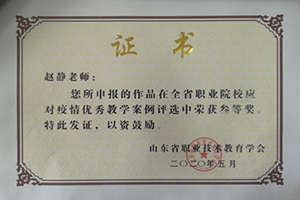 证书
赵静老师：
您所申报的作品在全省职业院校应
对疫情优秀教学案例评选中荣获叁等奖。
特此发证，以资鼓励。
山东省职业技术教育学会
二〇二〇年五月